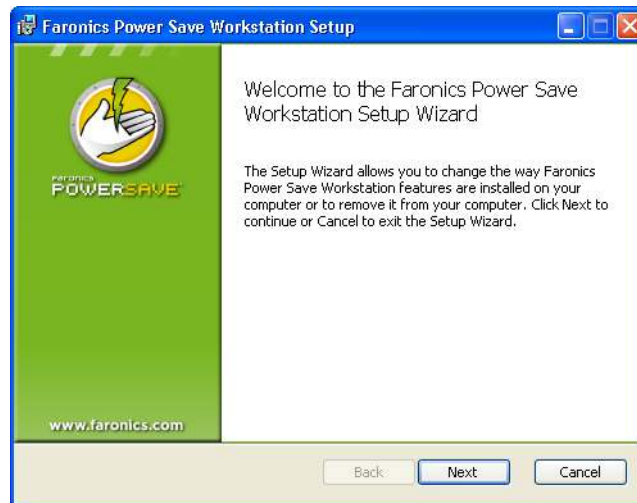 Faronics Power Save Workstation Setup
Welcome to the Faronics Power Save
Workstation Setup Wizard
The Setup Wizard allows you to change the way Faronics
Power Save Workstation features are installed on your
computer or to remove it from your computer. Click Next to
continue or Cancel to exit the Setup Wizard.
FARONICS
POWERSAVE
www.faronics.com
Back Next Cancel